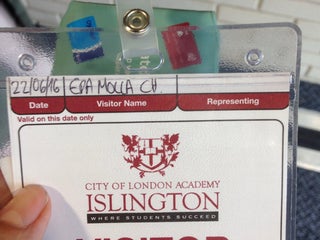 22/06/16 EPA MOLLA CH.
Date Visitor Name Representing
Valid on this date only
CITY OF LONDON ACADEMY
ISLINGTON
WHERE STUDENTS SUCCEED
VISITOR